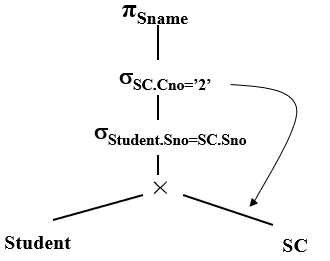 πSname
σSC.Cno='2'
σStudent.Sno=SC.Sno
×
Student
SC